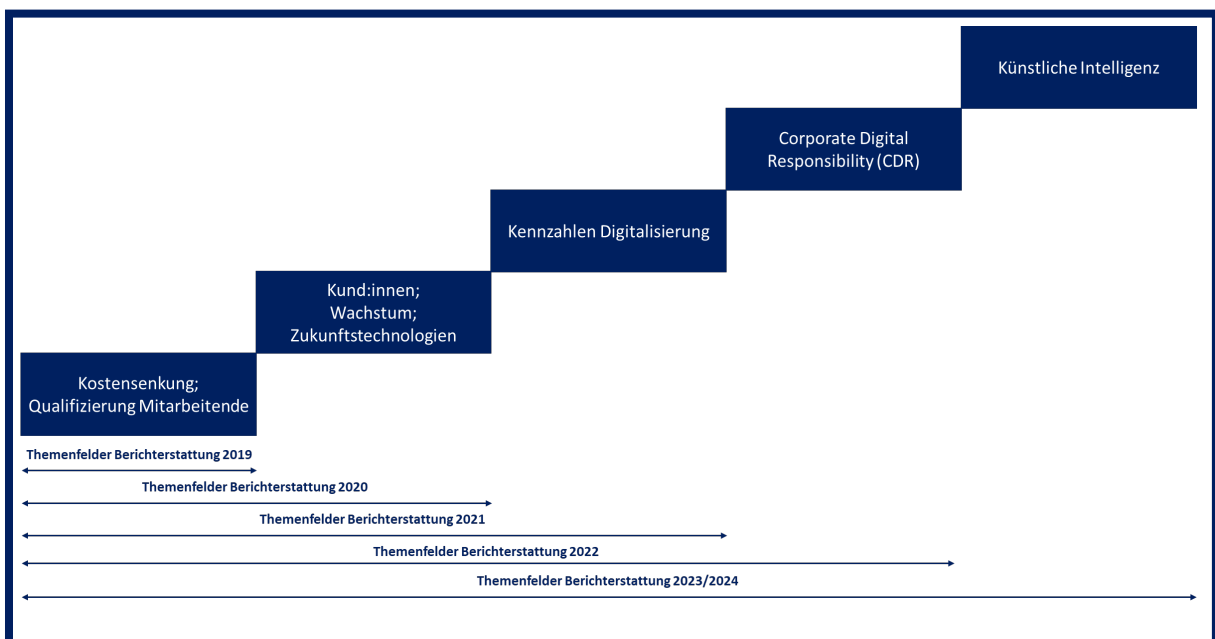 Künstliche Intelligenz
Corporate Digital
Responsibility (CDR)
Kennzahlen Digitalisierung
Kund:innen;
Wachstum;
Zukunftstechnologien
Kostensenkung;
Qualifizierung Mitarbeitende
Themenfelder Berichterstattung 2019
Themenfelder Berichterstattung 2020
Themenfelder Berichterstattung 2021
Themenfelder Berichterstattung 2022
Themenfelder Berichterstattung 2023/2024